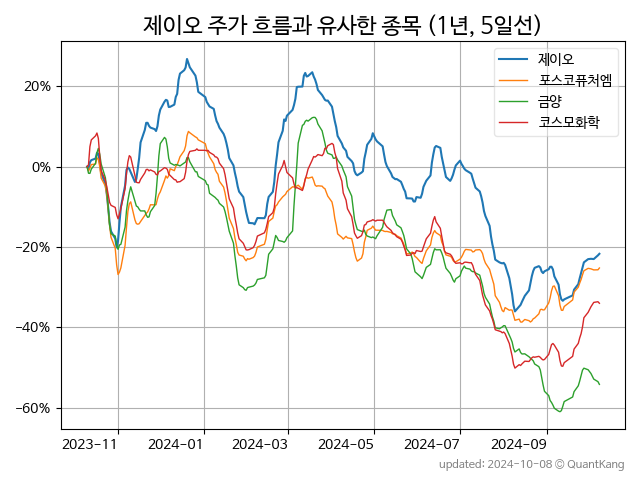 제이오 주가 흐름과 유사한 종목 (1년, 5일선)
제이오
포스코퓨처엠
금양
코스모화학
20%
0%
−20%
−40%
−60%
2023-11 2024-01 2024-03 2024-05 2024-07 2024-09
updated: 2024-10-08 © QuantKang